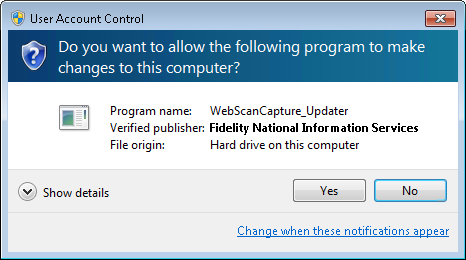 User Account Control
Do you want to allow the following program to make
changes to this computer?
Program name: WebScanCapture_Updater
Verified publisher: Fidelity National Information Services
File origin: Hard drive on this computer
Show details
Yes
No
Change when these notifications appear